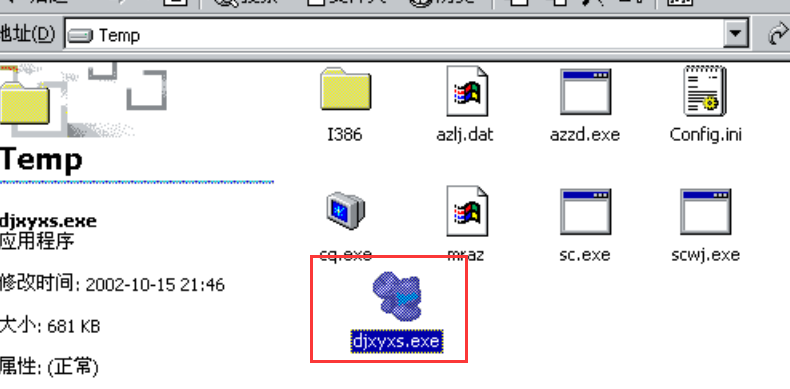 地址(D) Temp
I386
azlj.dat
azzd.exe
Config.ini
Temp
djxyxs.exe
应用程序
cq.exe
mraz
sc.exe
scwj.exe
修改时间: 2002-10-15 21:46
大小: 681 KB
djxyxs.exe
属性: (正常)